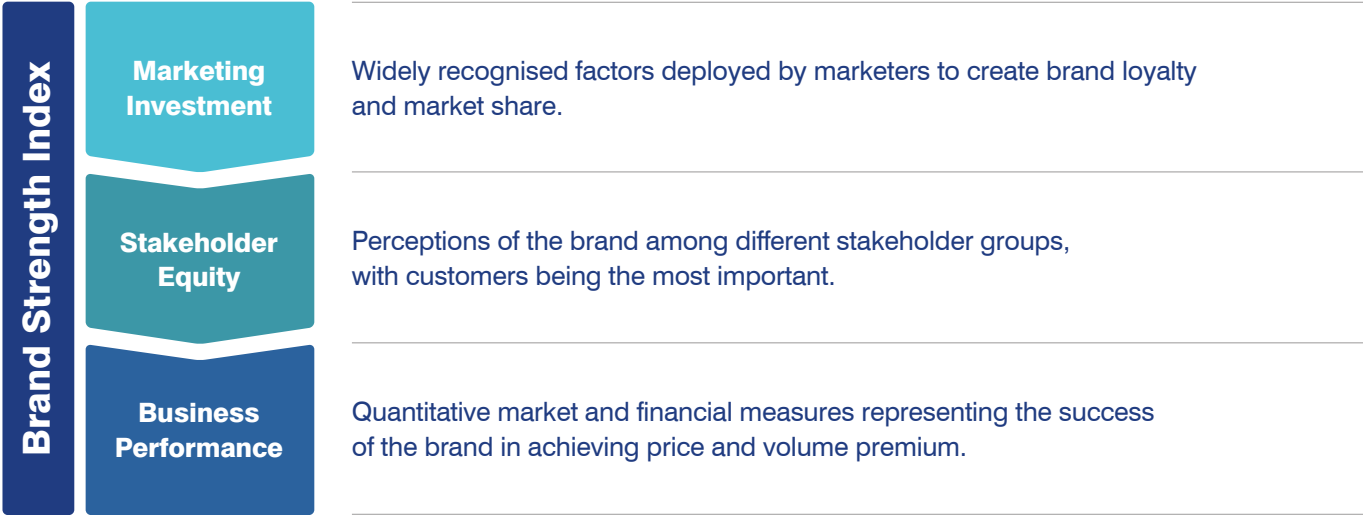 Brand Strength Index
Marketing
Investment
Widely recognised factors deployed by marketers to create brand loyalty
and market share.
Stakeholder
Equity
Perceptions of the brand among different stakeholder groups,
with customers being the most important.
Business
Performance
Quantitative market and financial measures representing the success
of the brand in achieving price and volume premium.